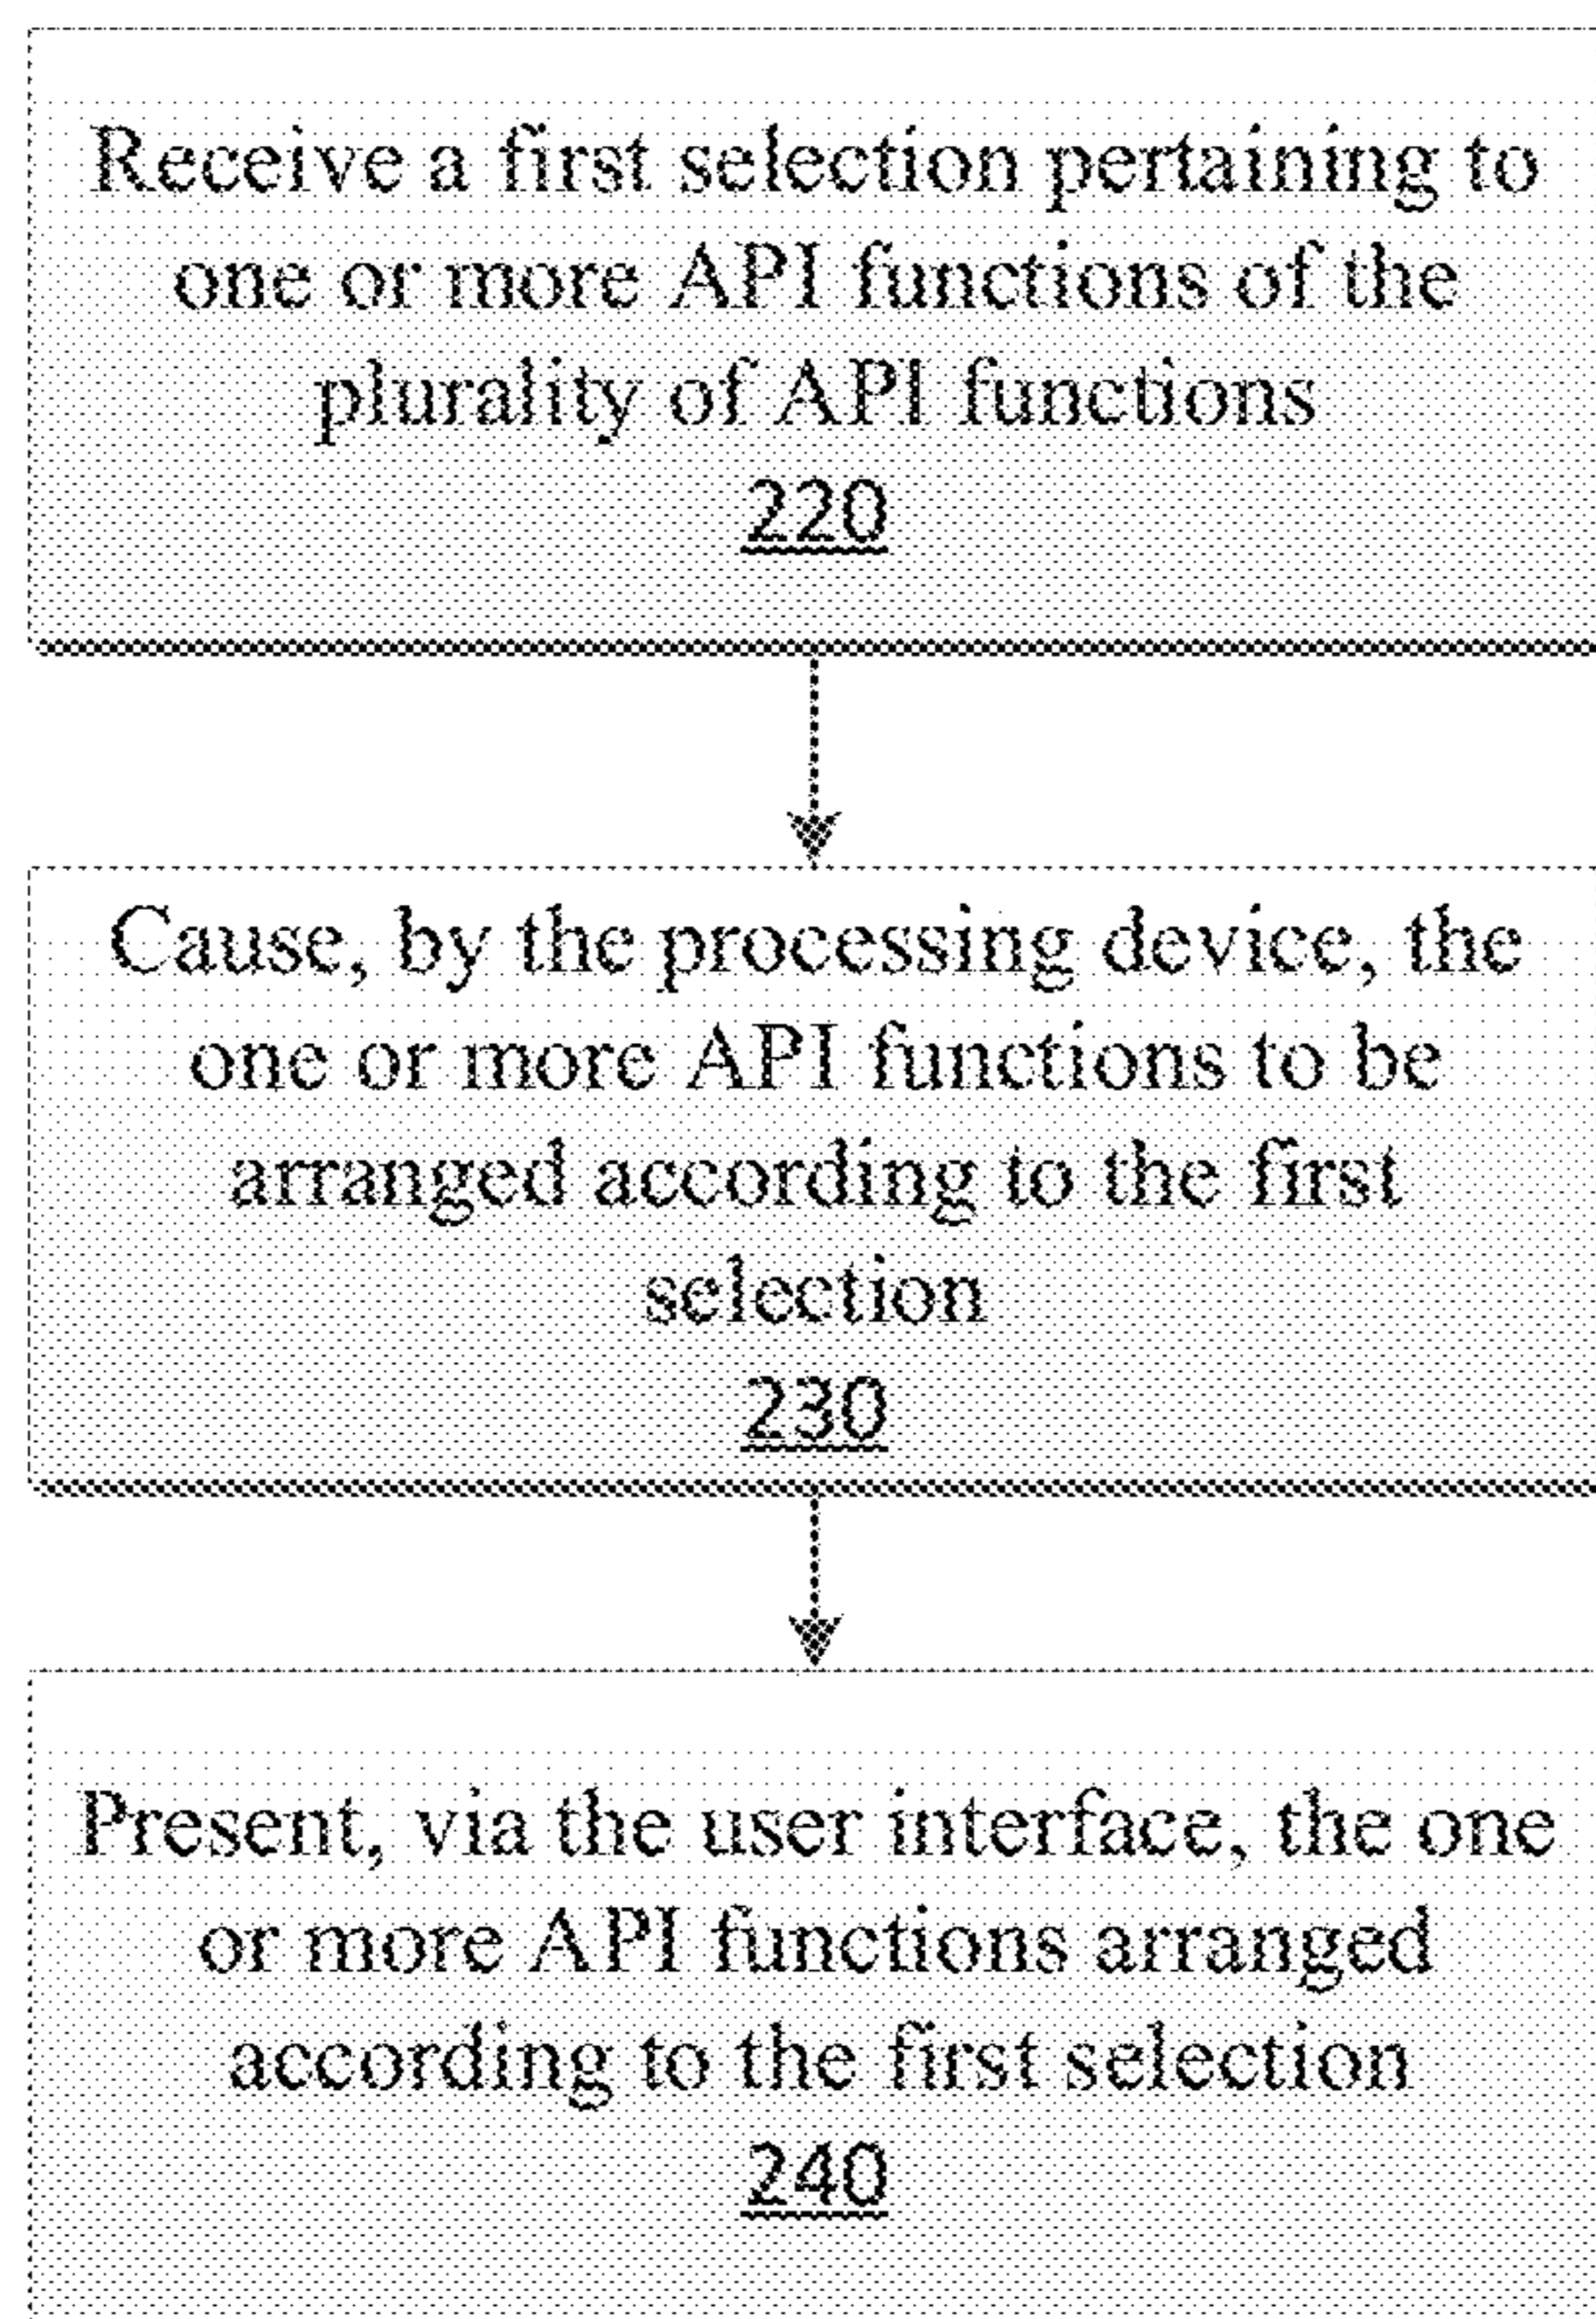 Receive a first selection pertaining to
one or more API functions of the
plurality of API functions
220
Cause, by the processing device, the
one or more API functions to be
arranged according to the first
selection
230
Present, via the user interface, the one
or more API functions arranged
according to the first selection
240